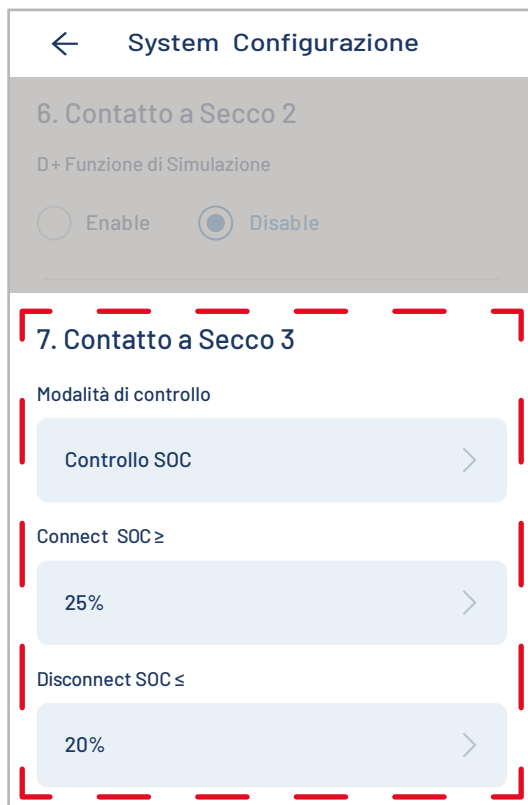 System Configurazione
6. Contatto a Secco 2
D+ Funzione di Simulazione
Enable Disable
7. Contatto a Secco 3
Modalità di controllo
Controllo SOC
Connect SOC ≥
25%
Disconnect SOC ≤
20%